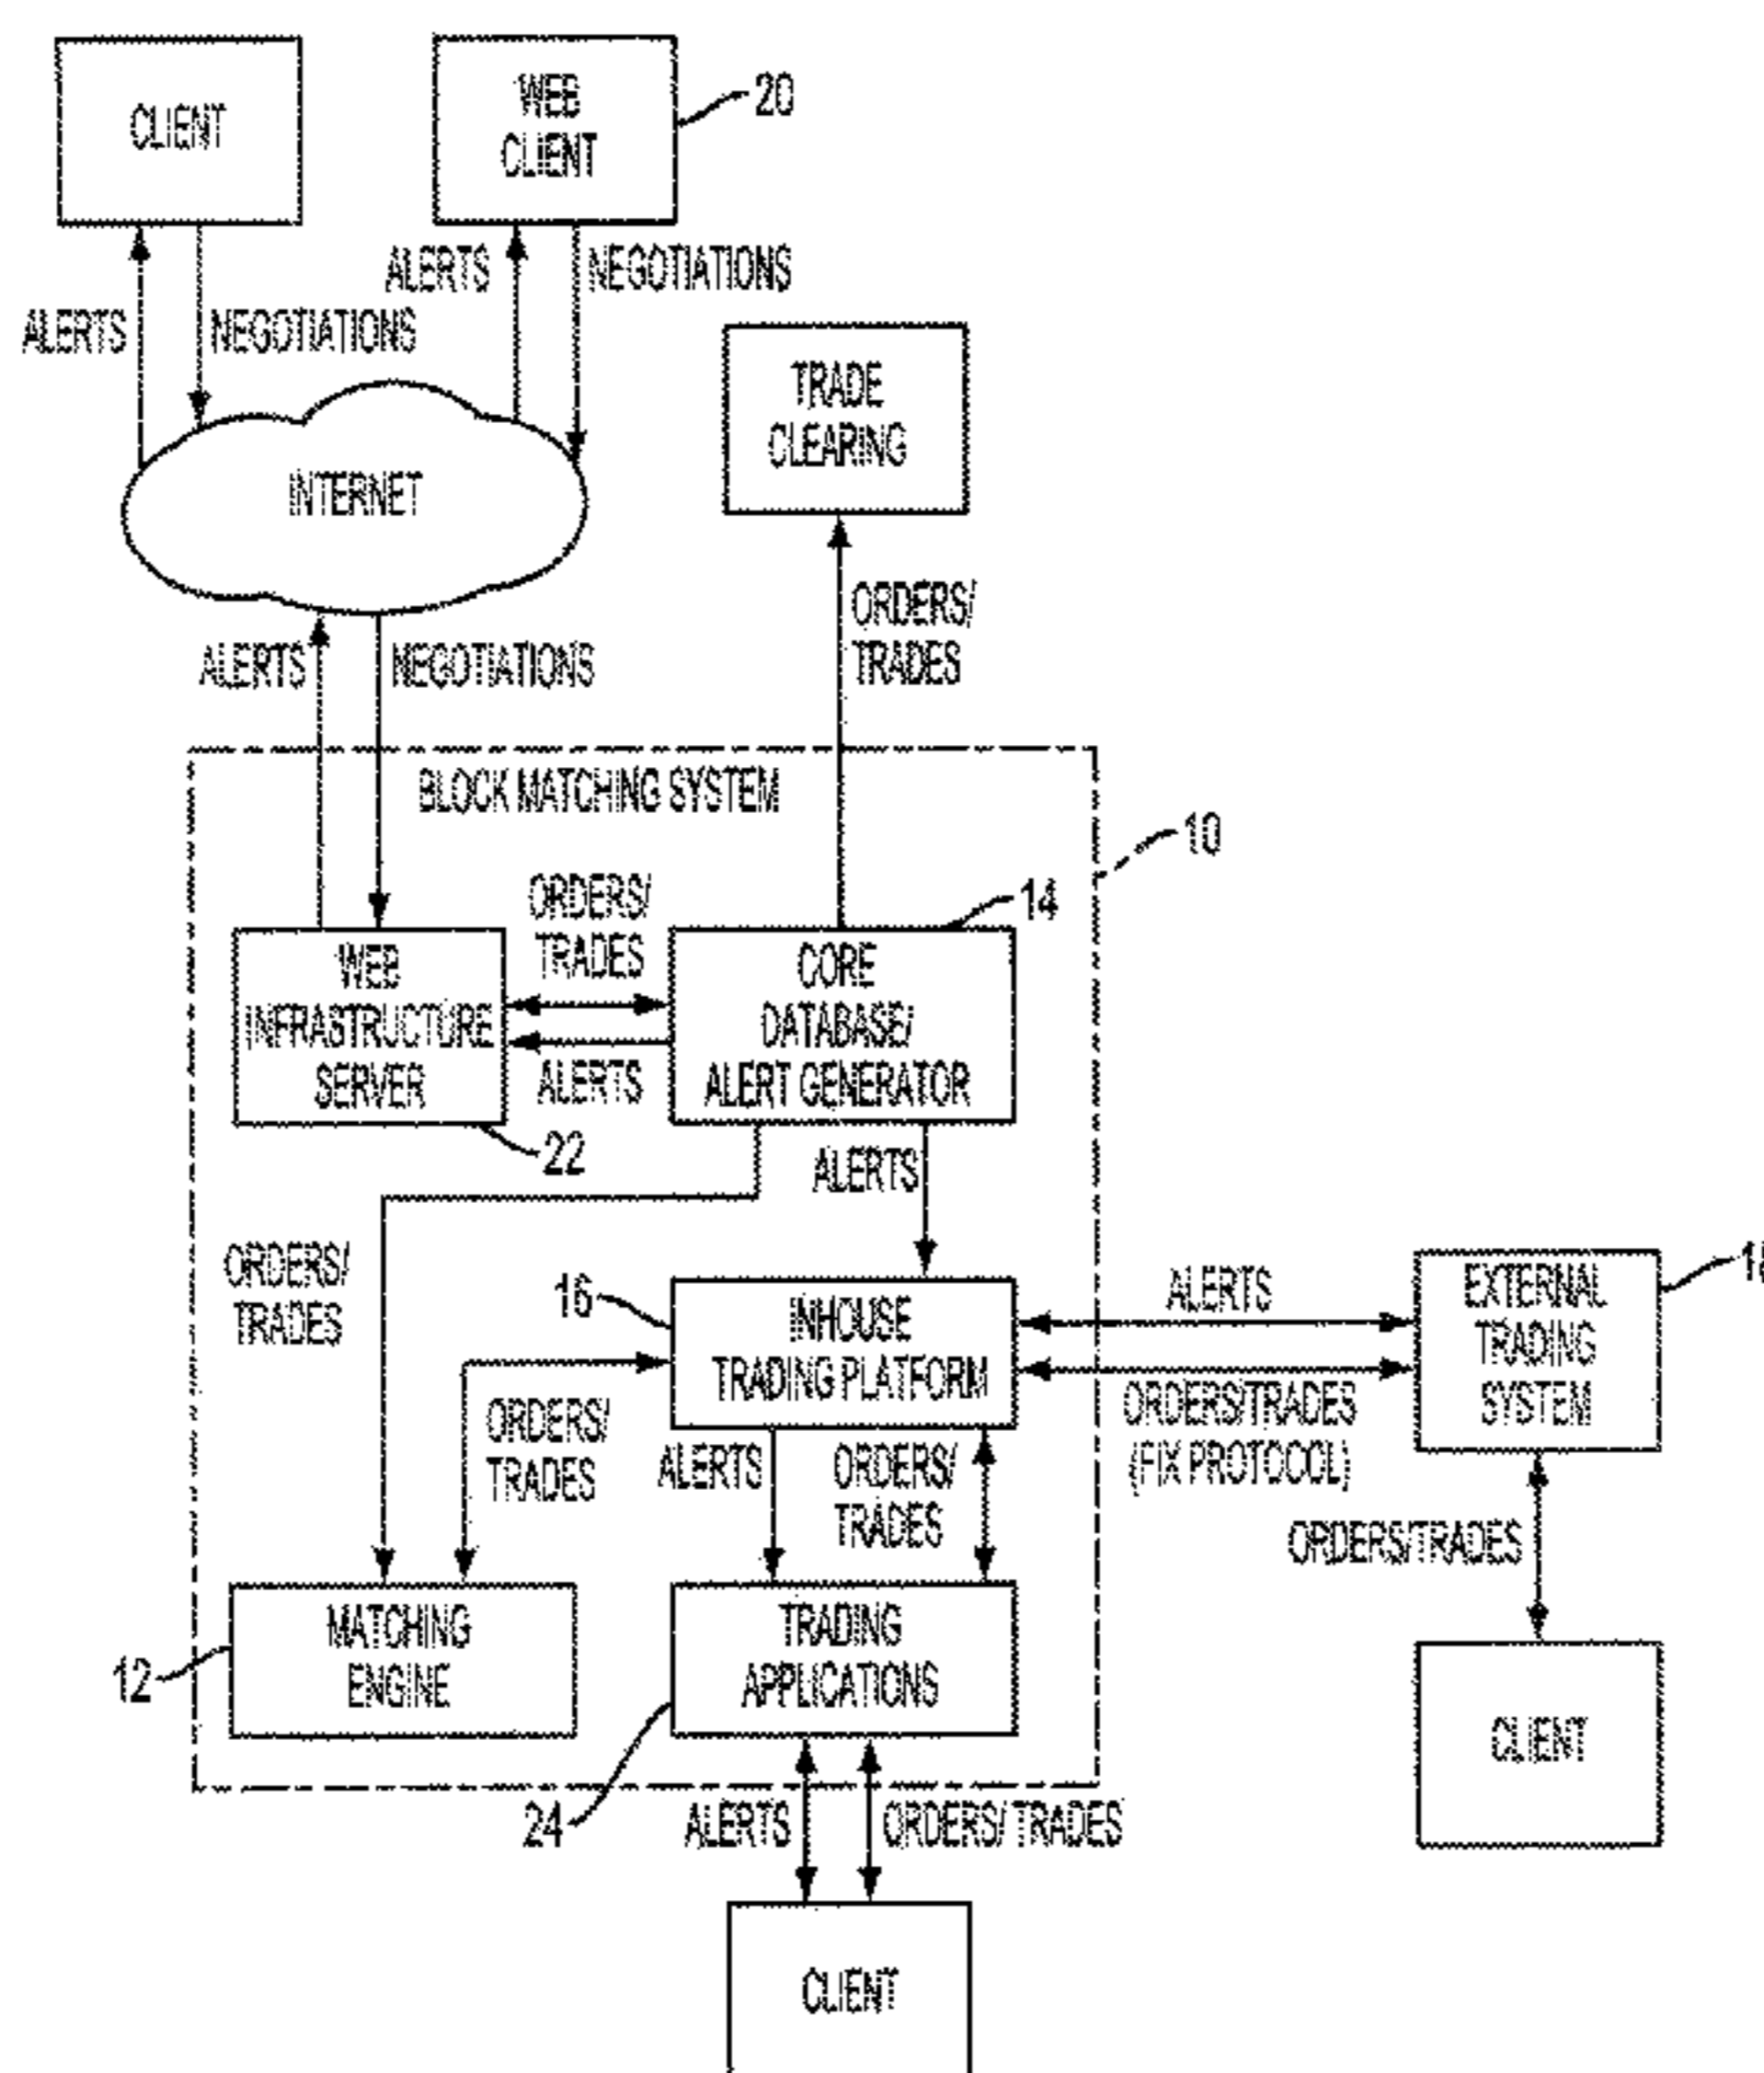 CLIENT
WEB
CLIENT
20
ALERTS
NEGOTIATIONS
ALERTS
NEGOTIATIONS
INTERNET
TRADE
CLEARING
ORDERS/
TRADES
ALERTS
NEGOTIATIONS
BLOCK MATCHING SYSTEM
10
ORDERS/
TRADES
14
WEB
INFRASTRUCTURE
SERVER
CORE
DATABASE/
ALERT GENERATOR
ALERTS
22
ALERTS
ORDERS/
TRADES
16
INHOUSE
TRADING PLATFORM
ALERTS
EXTERNAL
TRADING
SYSTEM
ORDERS/TRADES
(FIX PROTOCOL)
ORDERS/
TRADES
ALERTS
ORDERS/
TRADES
ORDERS/TRADES
12
MATCHING
ENGINE
TRADING
APPLICATIONS
CLIENT
24
ALERTS
ORDERS/ TRADES
CLIENT